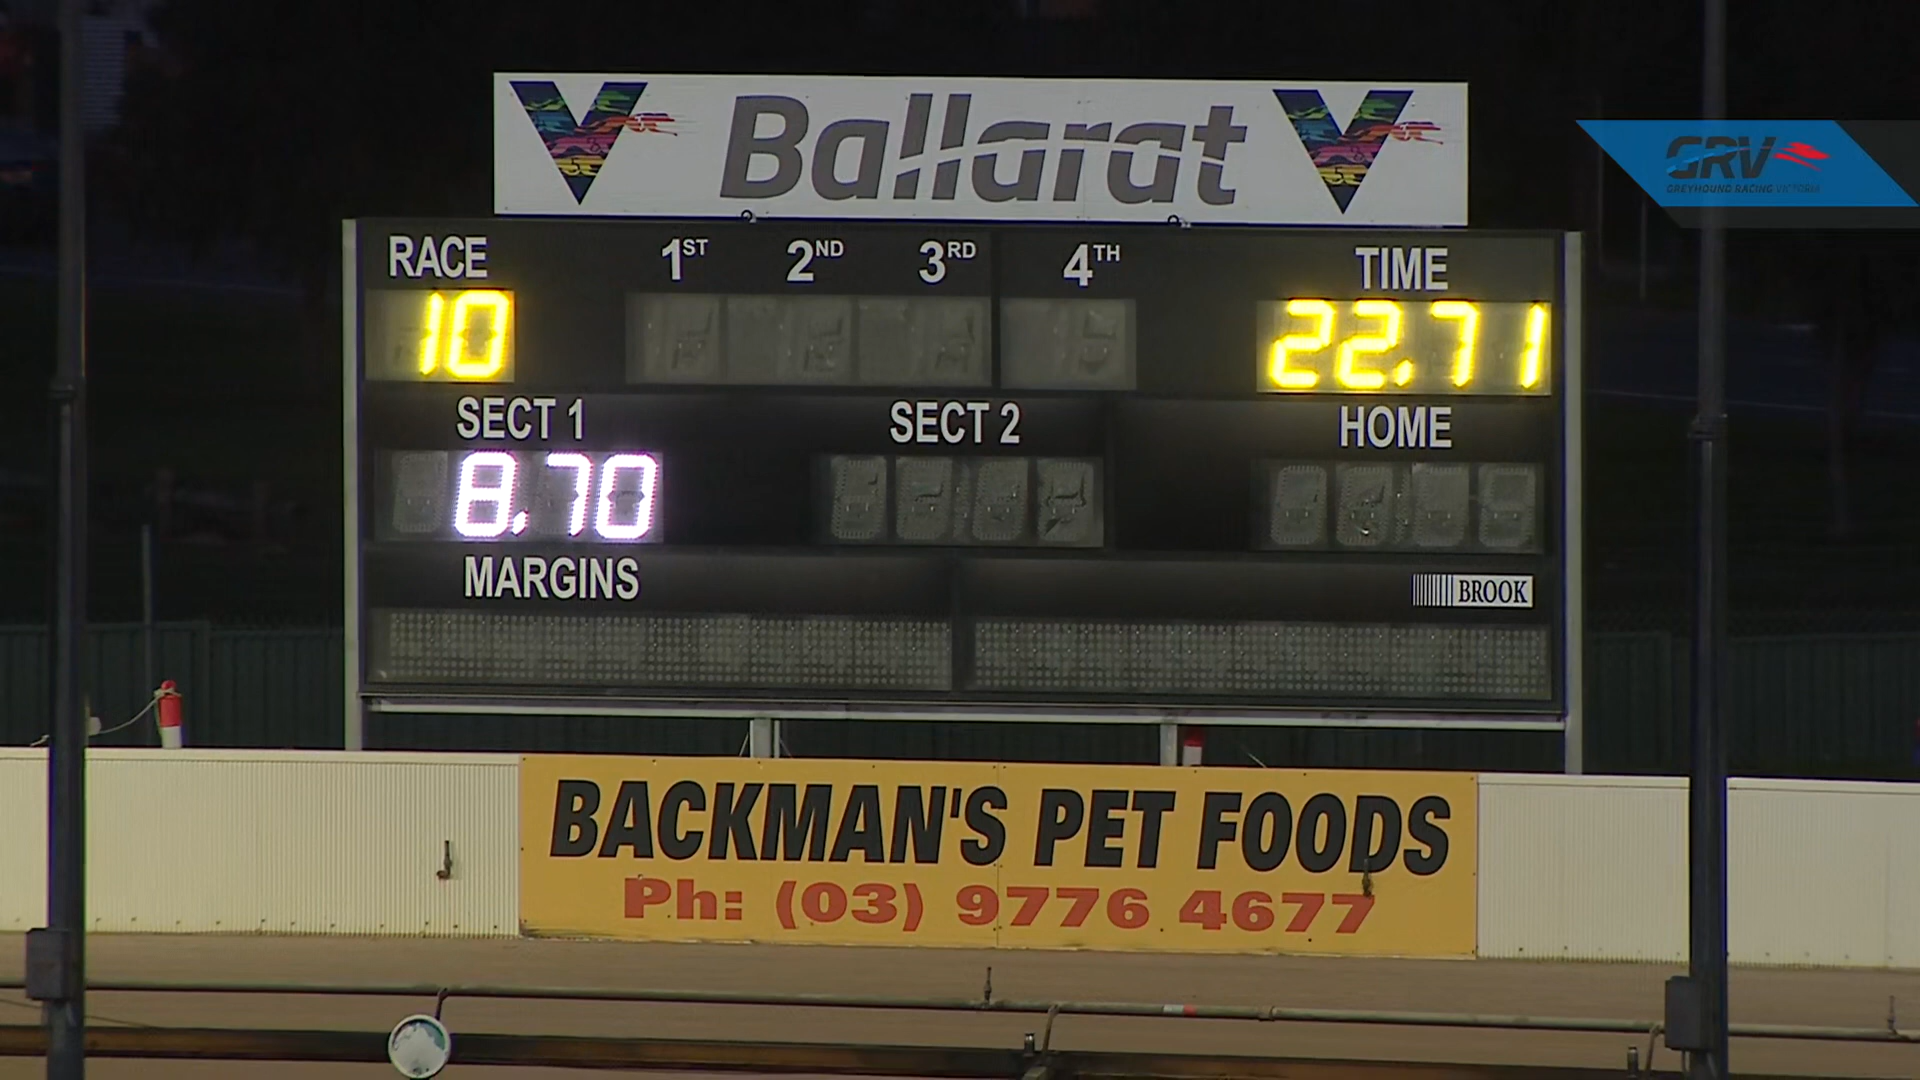 Ballarat
GRV
GREYHOUND RACING VICTORIA
RACE 1ST 2ND 3RD 4TH TIME
10 22.71
SECT 1 SECT 2 HOME
8.70
MARGINS
BROOK
BACKMAN'S PET FOODS
Ph: (03) 9776 4677